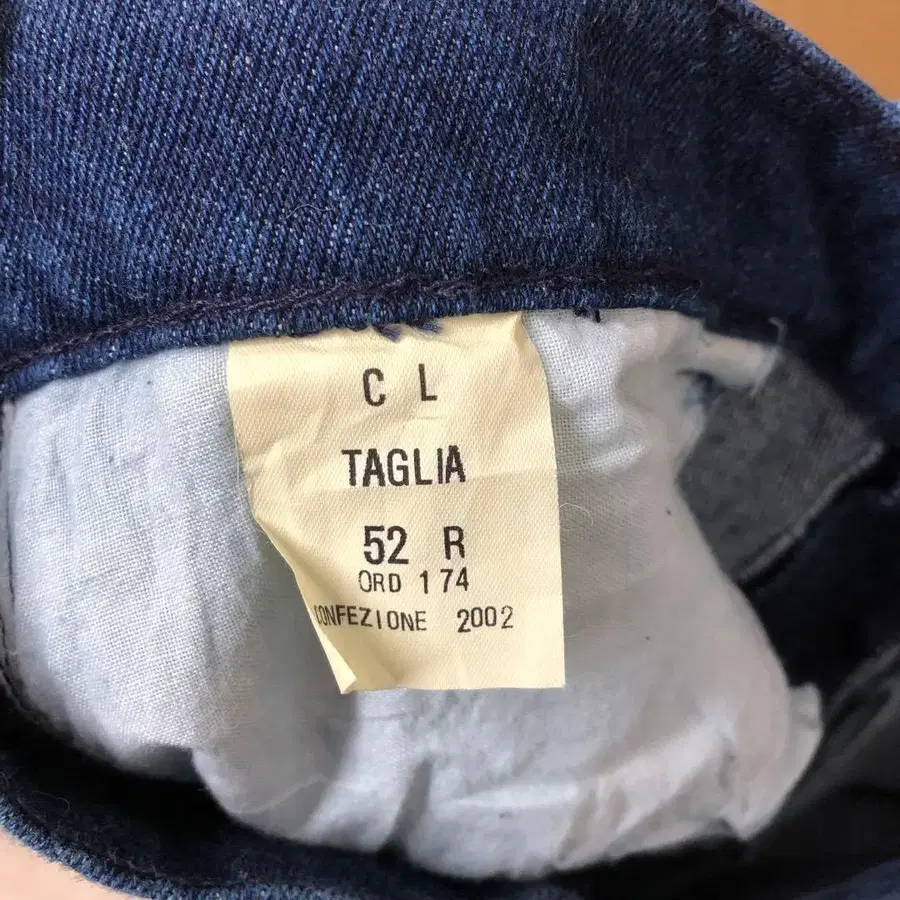 C L
TAGLIA
52 R
ORD 174
CONFEZIONE 2002